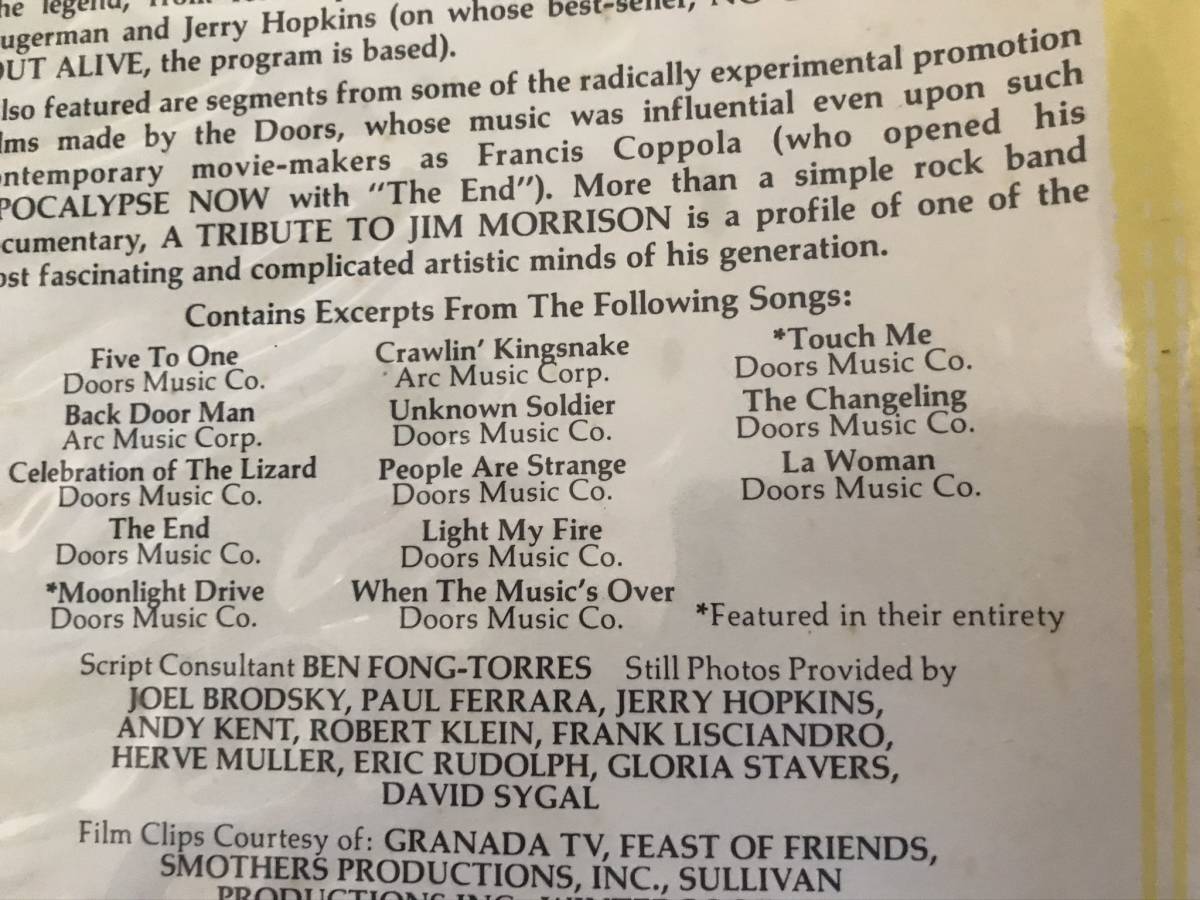 he legend,
ugerman and Jerry Hopkins (on whose best-seller,
OUT ALIVE, the program is based).
lso featured are segments from some of the radically experimental promotion
lms made by the Doors, whose music was influential even upon such
ontemporary movie-makers as Francis Coppola (who opened his
POCALYPSE NOW with "The End"). More than a simple rock band
cumentary, A TRIBUTE TO JIM MORRISON is a profile of one of the
ost fascinating and complicated artistic minds of his generation.
Contains Excerpts From The Following Songs:
Five To One
Doors Music Co.
Back Door Man
Arc Music Corp.
Celebration of The Lizard
Doors Music Co.
The End
Doors Music Co.
*Moonlight Drive
Doors Music Co.
Crawlin' Kingsnake
Arc Music Corp.
Unknown Soldier
Doors Music Co.
People Are Strange
Doors Music Co.
Light My Fire
Doors Music Co.
When The Music's Over
Doors Music Co.
*Touch Me
Doors Music Co.
The Changeling
Doors Music Co.
La Woman
Doors Music Co.
*Featured in their entirety
Script Consultant BEN FONG-TORRES Still Photos Provided by
JOEL BRODSKY, PAUL FERRARA, JERRY HOPKINS,
ANDY KENT, ROBERT KLEIN, FRANK LISCIANDRO,
HERVE MULLER, ERIC RUDOLPH, GLORIA STAVERS,
DAVID SYGAL
Film Clips Courtesy of: GRANADA TV, FEAST OF FRIENDS,
SMOTHERS PRODUCTIONS, INC., SULLIVAN
PRODUCTIONS INC.,